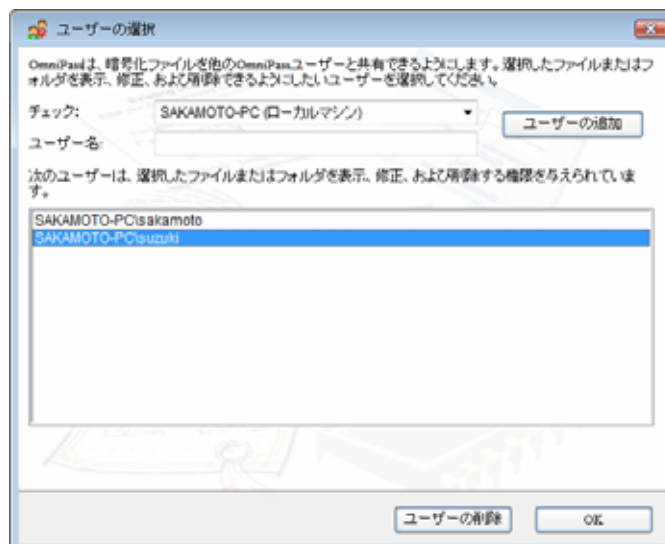 ユーザーの選択
OmniPassは、暗号化ファイルを他のOmniPassユーザーと共有できるようにします。選択したファイルまたはフ
ォルダを表示、修正、および削除できるようにしたいユーザーを選択してください。
チェック:
SAKAMOTO-PC (ローカルマシン)
ユーザーの追加
ユーザー名:
次のユーザーは、選択したファイルまたはフォルダを表示、修正、および削除する権限を与えられていま
す。
SAKAMOTO-PC\sakamoto
SAKAMOTO-PC\suzuki
ユーザーの削除
OK